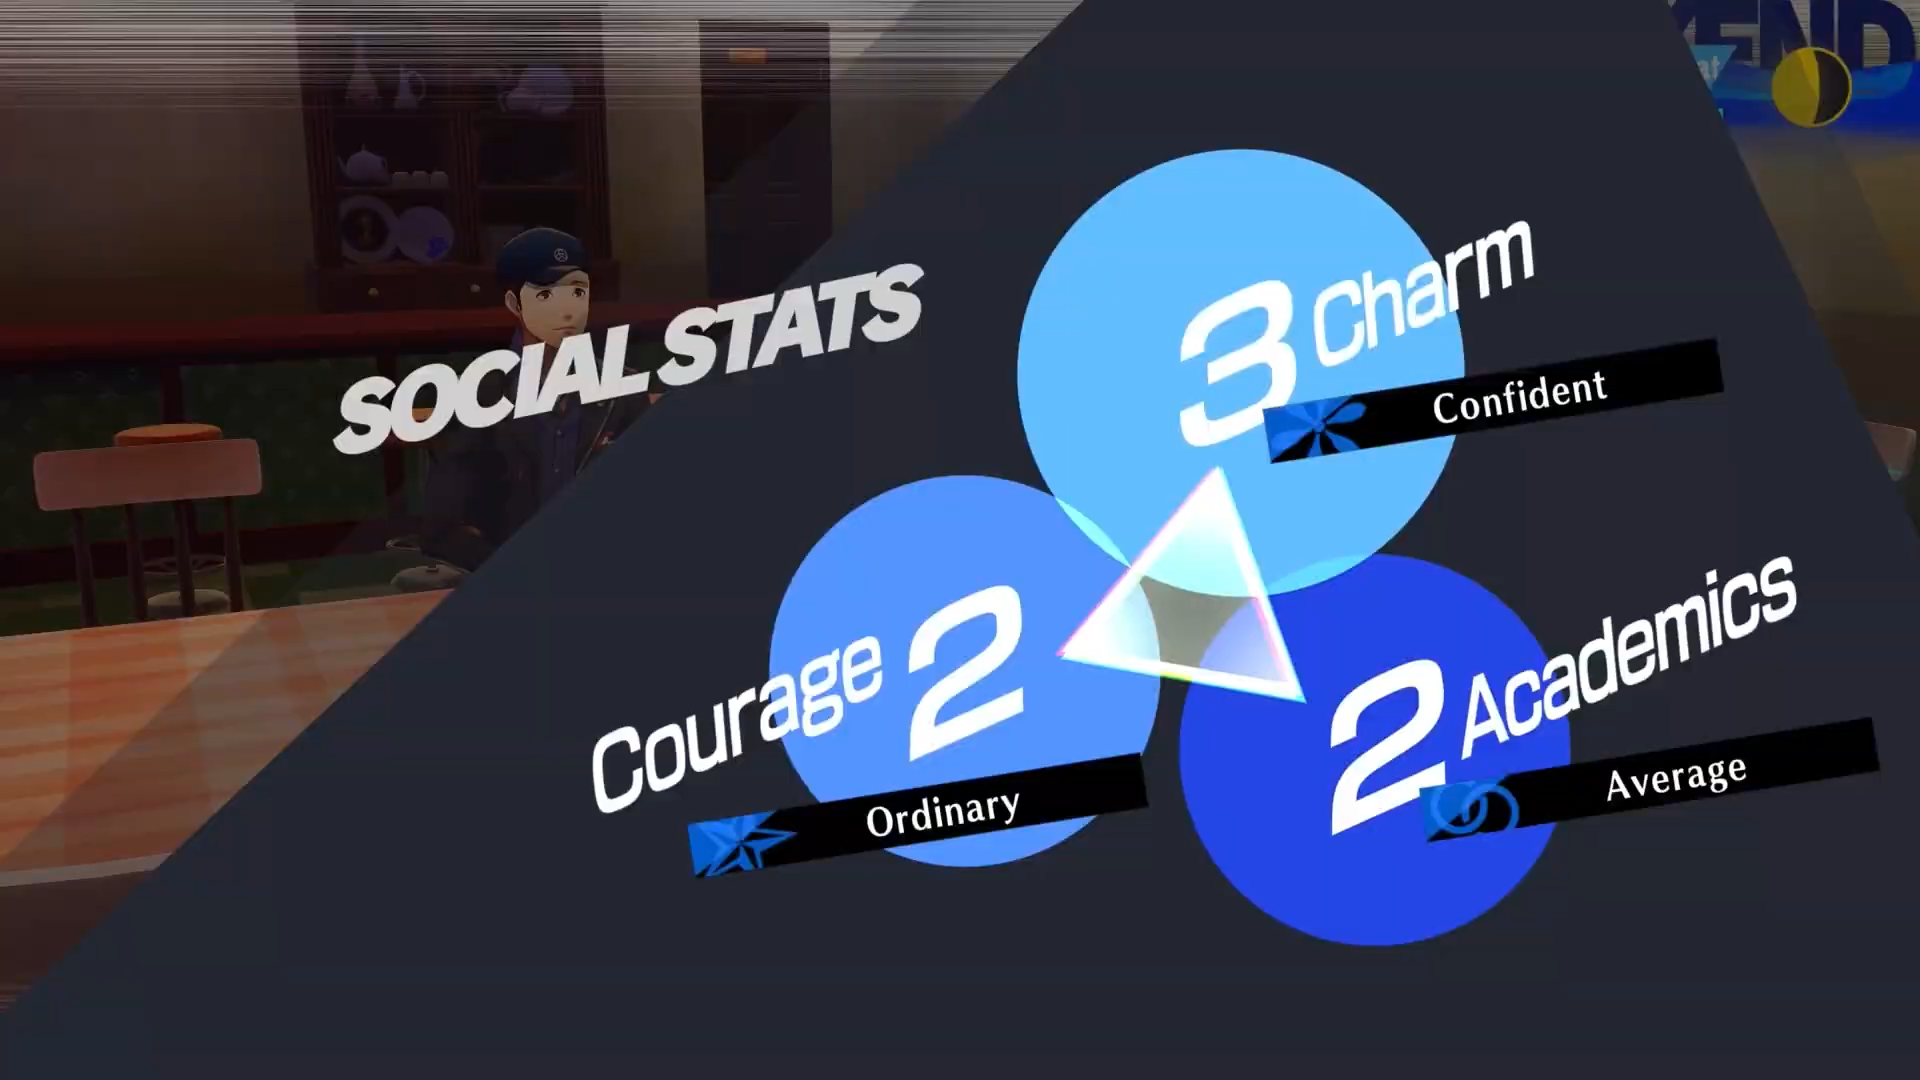 SOCIAL STATS
3 Charm
Confident
Courage 2
Ordinary
2 Academics
Average